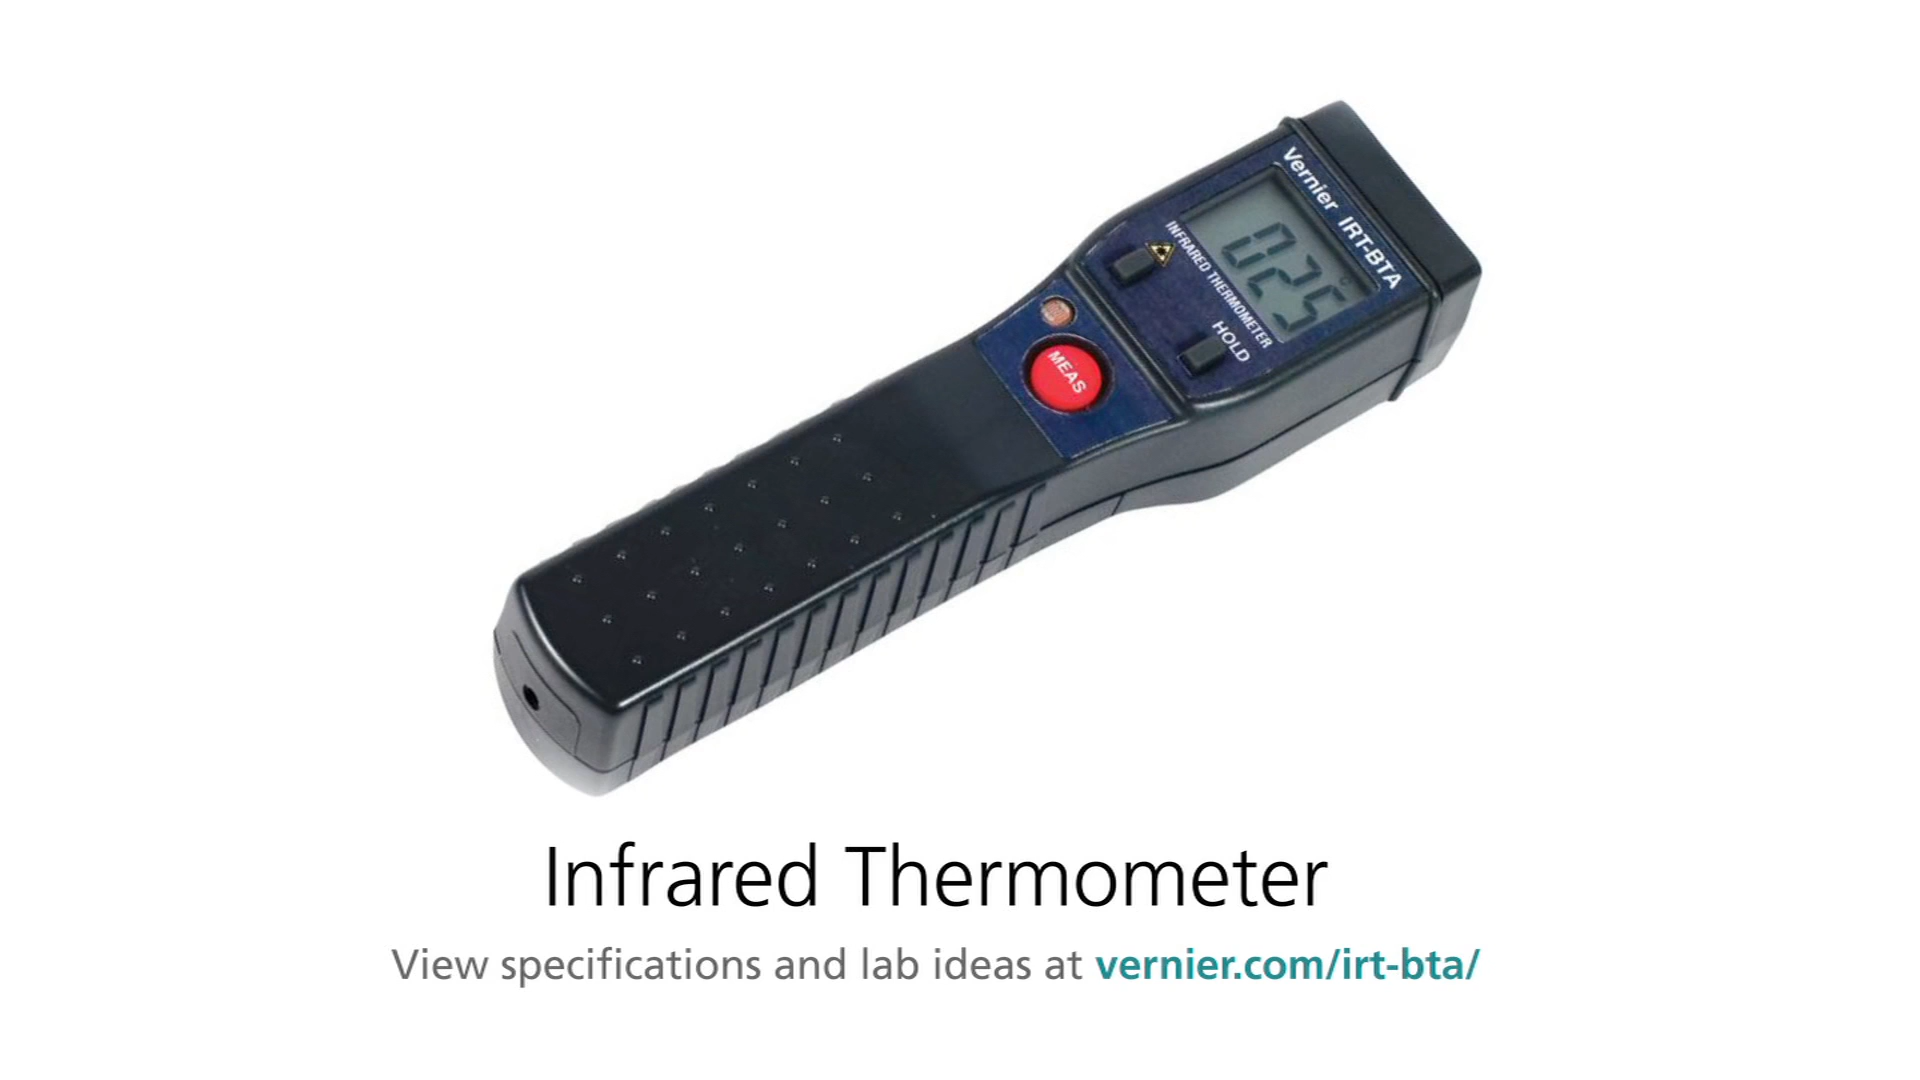 Vernier IRT-BTA
025
INFRARED THERMOMETER
HOLD
MEAS
Infrared Thermometer
View specifications and lab ideas at vernier.com/irt-bta/